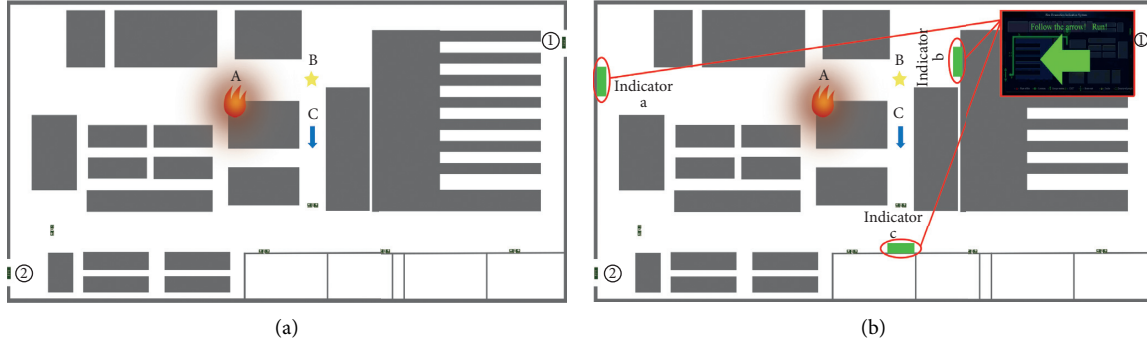 A
B
C
①
②
(a)
Follow the arrow! Run!
Indicator
a
Indicator
b
A
B
C
①
Indicator
c
②
(b)